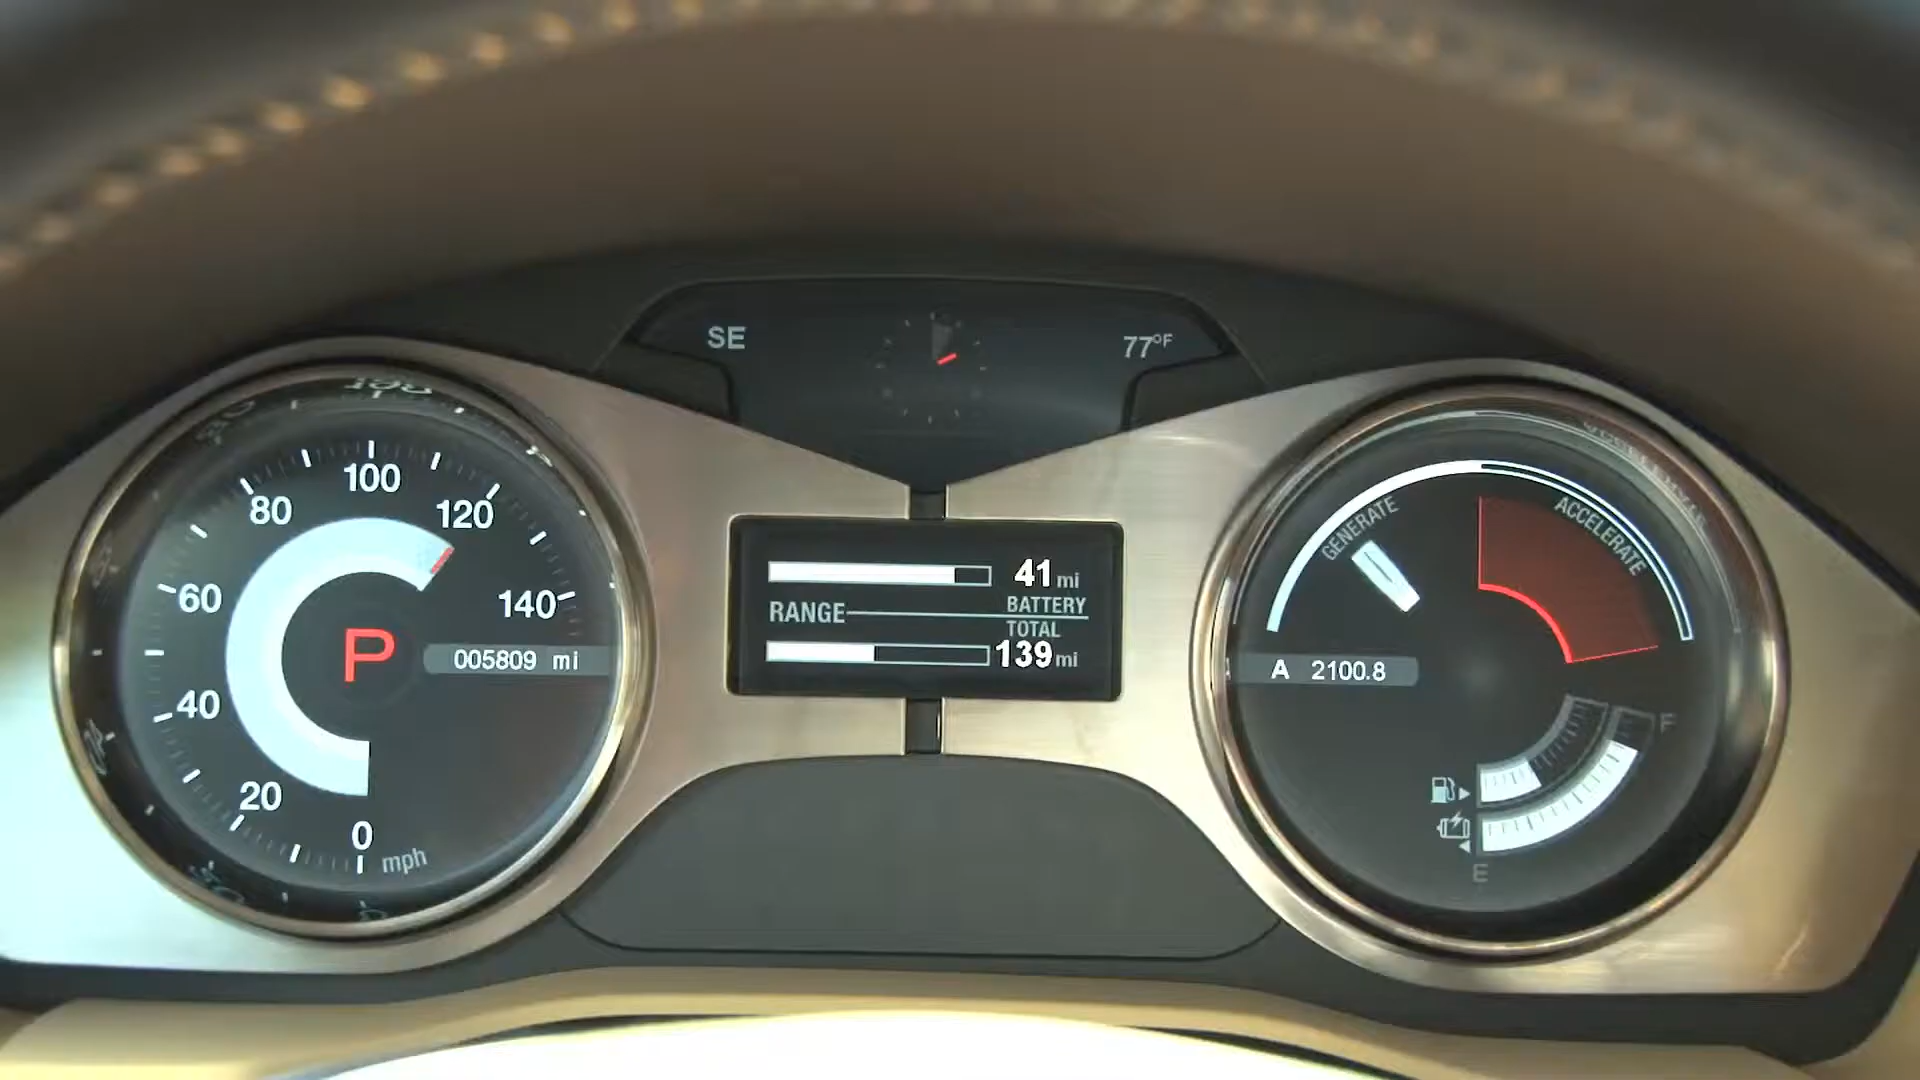 SE
77°F
100
80
120
60
140
P
005809 mi
40
20
0
mph
41 mi
RANGE
BATTERY
TOTAL
139 mi
GENERATE
ACCELERATE
A 2100.8
F
E